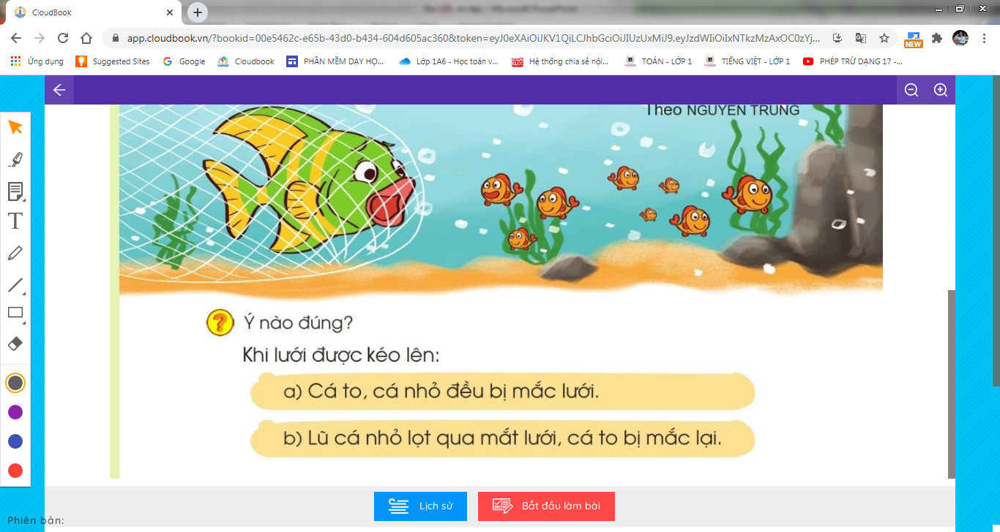 CloudBook
app.cloudbook.vn/?bookid=00e5462c-e65b-43d0-b434-604d605ac360&token=eyJ0eXAiOiJKV1QiLCJhbGciOiJIUzUxMiJ9.eyJzdWIiOiIxNTkzMzAxOC0zYj...
NEW
Ứng dụng Suggested Sites Google Cloudbook PHẦN MỀM DẠY HỌ... Lớp 1A6 - Học toán v... Hệ thống chia sẻ nội... TOÁN - LỚP 1 TIẾNG VIỆT - LỚP 1 PHÉP TRỪ DẠNG 17 -...
Theo NGUYỄN TRUNG
T
? Ý nào đúng?
Khi lưới được kéo lên:
a) Cá to, cá nhỏ đều bị mắc lưới.
b) Lũ cá nhỏ lọt qua mắt lưới, cá to bị mắc lại.
Lịch sử Bắt đầu làm bài
Phiên bản: